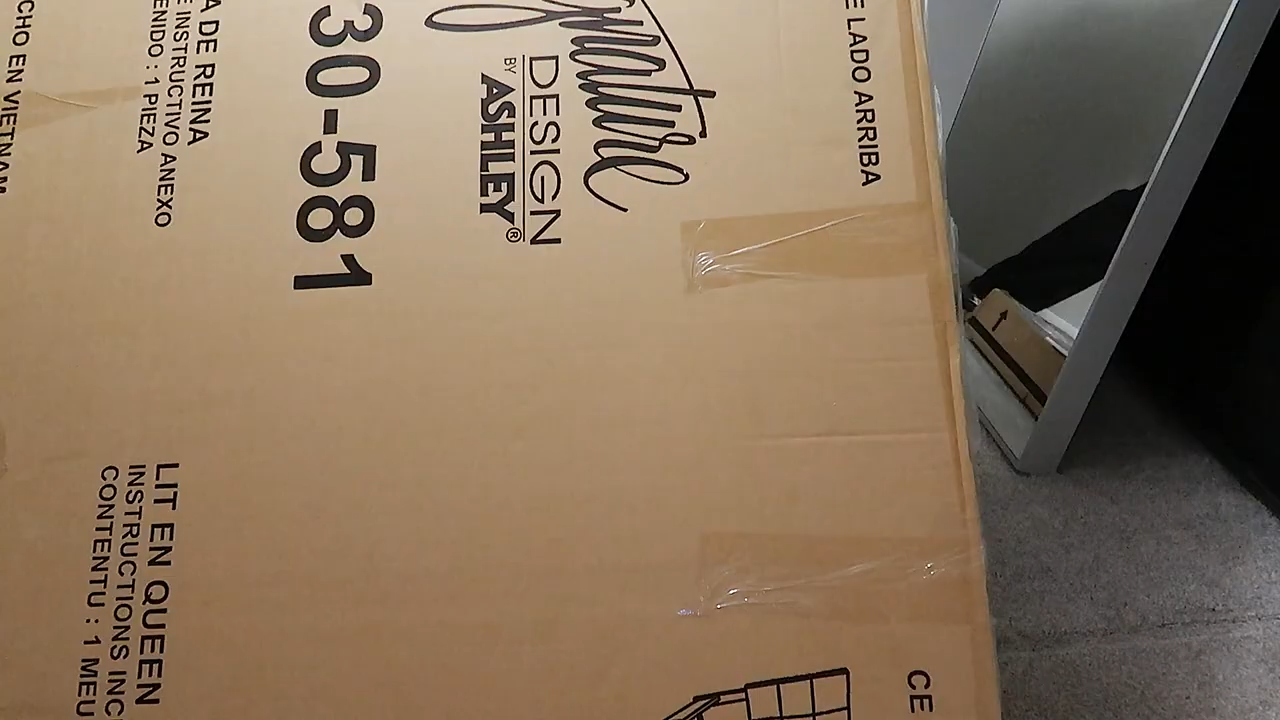 E LADO ARRIBA
Signature
DESIGN
BY ASHLEY®
30-581
A DE REINA
E INSTRUCTIVO ANEXO
ENDO : 1 PIEZA
CHO EN VIETNAM
CE
LIT EN QUEEN
INSTRUCTIONS INC
CONTENTU : 1 MEU